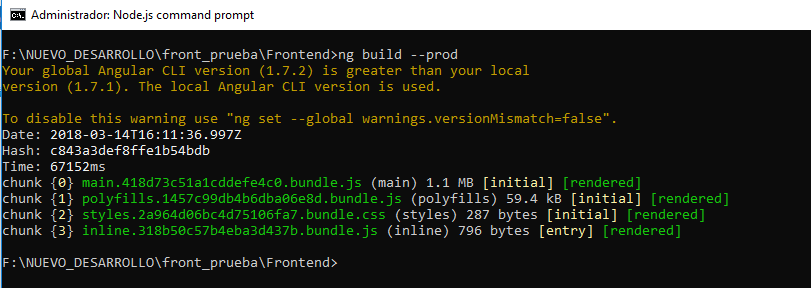 Administrador: Node.js command prompt
F:\NUEVO_DESARROLLO\front_prueba\Frontend>ng build --prod
Your global Angular CLI version (1.7.2) is greater than your local
version (1.7.1). The local Angular CLI version is used.
To disable this warning use "ng set --global warnings.versionMismatch=false".
Date: 2018-03-14T16:11:36.997Z
Hash: c843a3def8ffe1b54bdb
Time: 67152ms
chunk {0} main.418d73c51a1cddefe4c0.bundle.js (main) 1.1 MB [initial] [rendered]
chunk {1} polyfills.1457c99db4b6dba06e8d.bundle.js (polyfills) 59.4 kB [initial] [rendered]
chunk {2} styles.2a964d06bc4d75106fa7.bundle.css (styles) 287 bytes [initial] [rendered]
chunk {3} inline.318b50c57b4eba3d437b.bundle.js (inline) 796 bytes [entry] [rendered]
F:\NUEVO_DESARROLLO\front_prueba\Frontend>